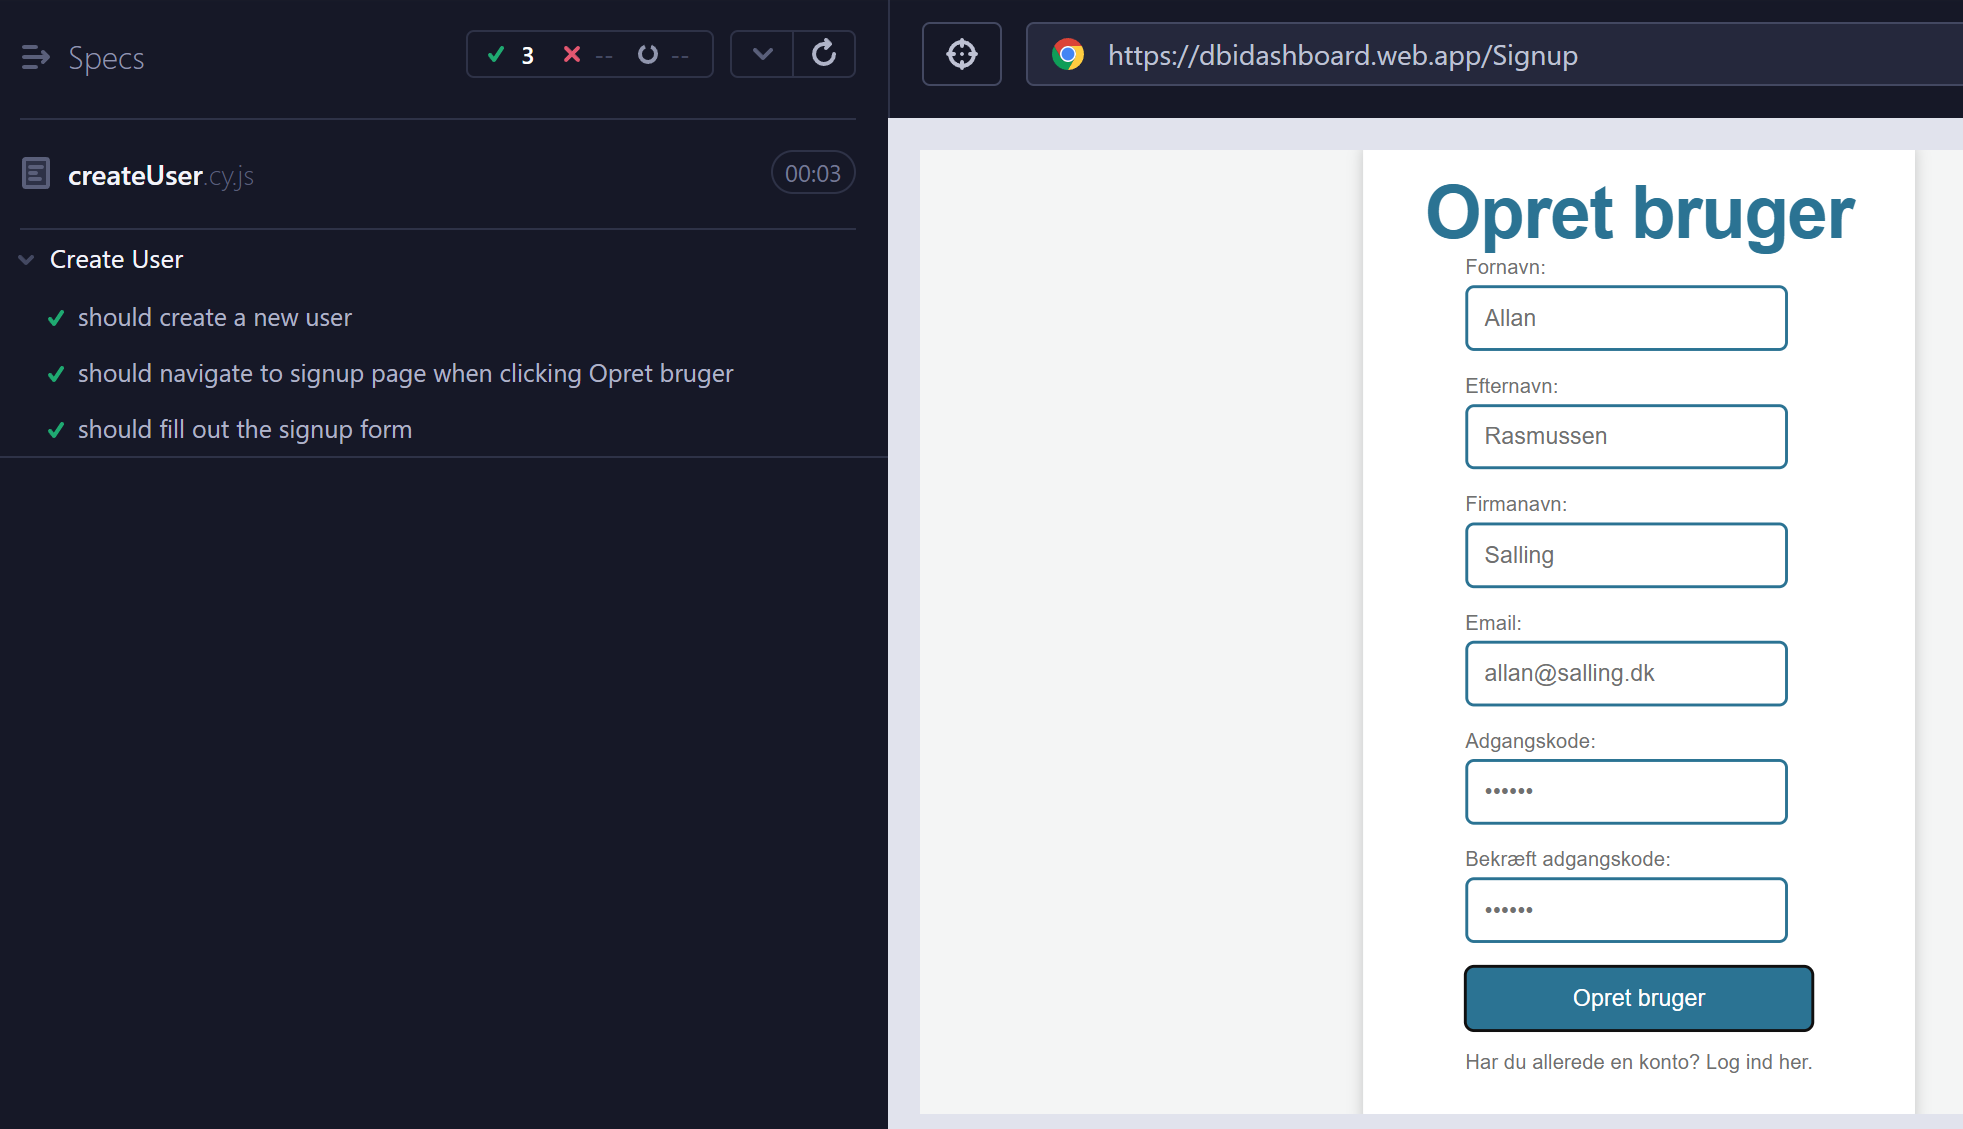 Specs
3 -- --
createUser.cy.js
00:03
Create User
should create a new user
should navigate to signup page when clicking Opret bruger
should fill out the signup form
https://dbidashboard.web.app/Signup
Opret bruger
Fornavn:
Allan
Efternavn:
Rasmussen
Firmanavn:
Salling
Email:
allan@salling.dk
Adgangskode:
••••••
Bekræft adgangskode:
••••••
Opret bruger
Har du allerede en konto? Log ind her.